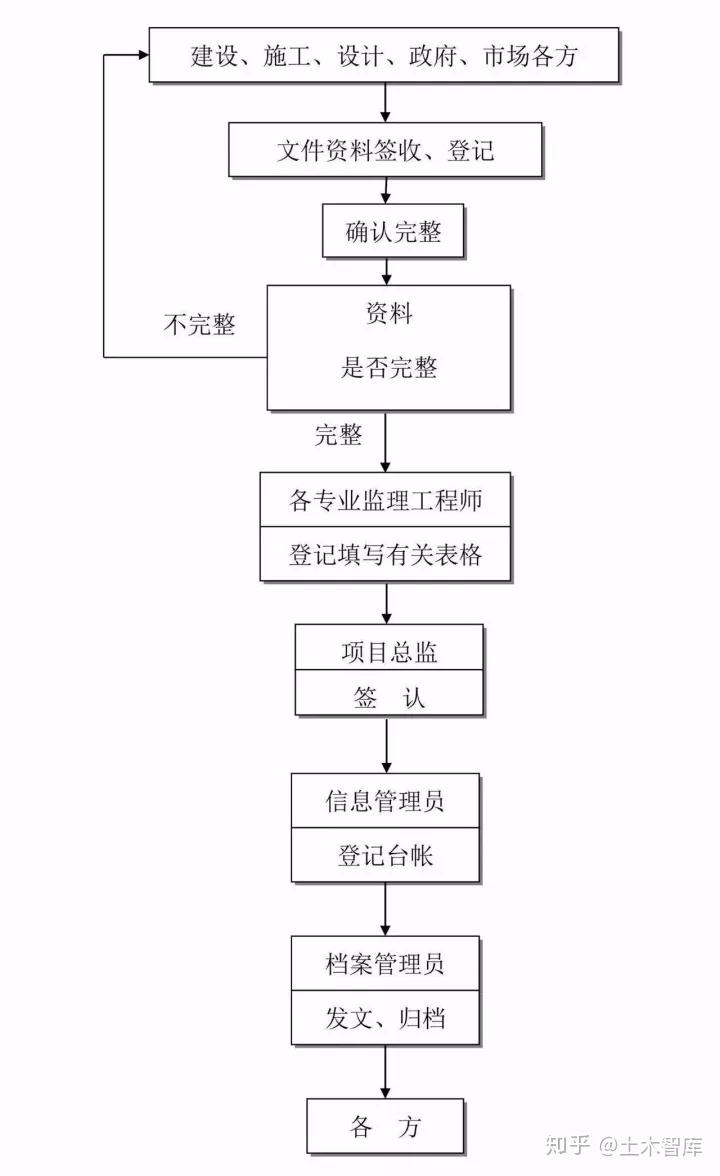 建设、施工、设计、政府、市场各方
文件资料签收、登记
确认完整
资料
不完整
是否完整
完整
各专业监理工程师
登记填写有关表格
项目总监
签 认
信息管理员
登记台帐
档案管理员
发文、归档
各 方
知乎 @土木智库